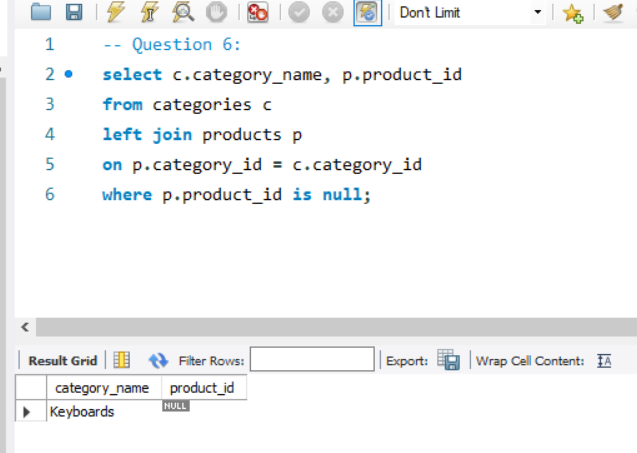 Don't Limit
1 -- Question 6:
2 select c.category_name, p.product_id
3 from categories c
4 left join products p
5 on p.category_id = c.category_id
6 where p.product_id is null;
Result Grid Filter Rows: Export: Wrap Cell Content:
category_name product_id
Keyboards NULL